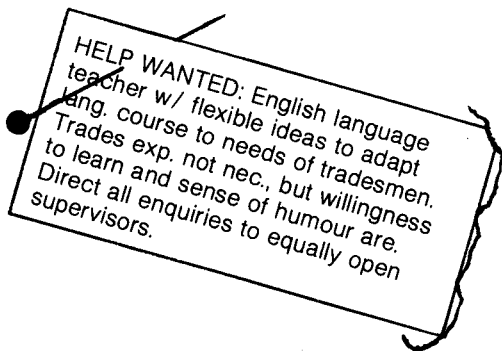 HELP WANTED: English language
teacher w/ flexible ideas to adapt
lang. course to needs of tradesmen.
Trades exp. not nec., but willingness
to learn and sense of humour are.
Direct all enquiries to equally open
supervisors.